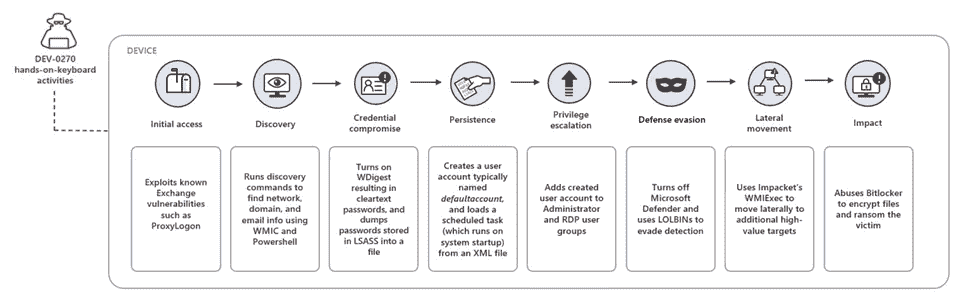 DEV-0270
hands-on-keyboard
activities
DEVICE
Initial access
Discovery
Credential
compromise
Persistence
Privilege
escalation
Defense evasion
Lateral
movement
Impact
Exploits known
Exchange
vulnerabilities
such as
ProxyLogon
Runs discovery
commands to
find network,
domain, and
email info using
WMIC and
Powershell
Turns on
WDigest
resulting in
cleartext
passwords, and
dumps
passwords stored
in LSASS into a
file
Creates a user
account typically
named
defaultaccount,
and loads a
scheduled task
(which runs on
system startup)
from an XML file
Adds created
user account to
Administrator
and RDP user
groups
Turns off
Microsoft
Defender and
uses LOLBINs to
evade detection
Uses Impacket's
WMIExec to
move laterally to
additional high-
value targets
Abuses Bitlocker
to encrypt files
and ransom the
victim